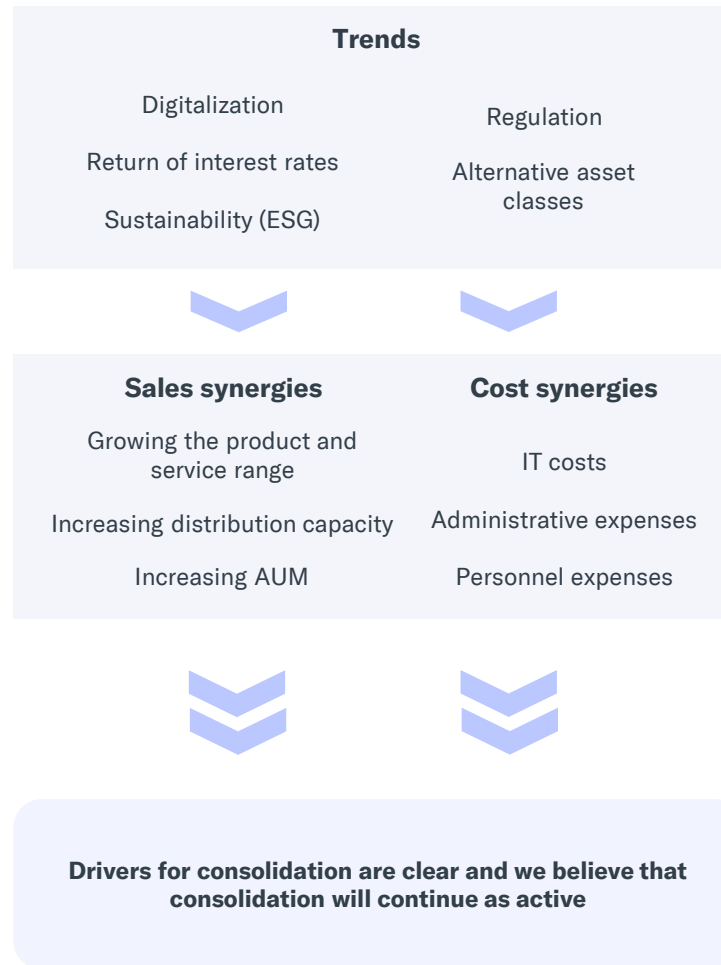 Trends
Digitalization
Return of interest rates
Sustainability (ESG)
Regulation
Alternative asset
classes
Sales synergies
Growing the product and
service range
Increasing distribution capacity
Increasing AUM
Cost synergies
IT costs
Administrative expenses
Personnel expenses
Drivers for consolidation are clear and we believe that
consolidation will continue as active